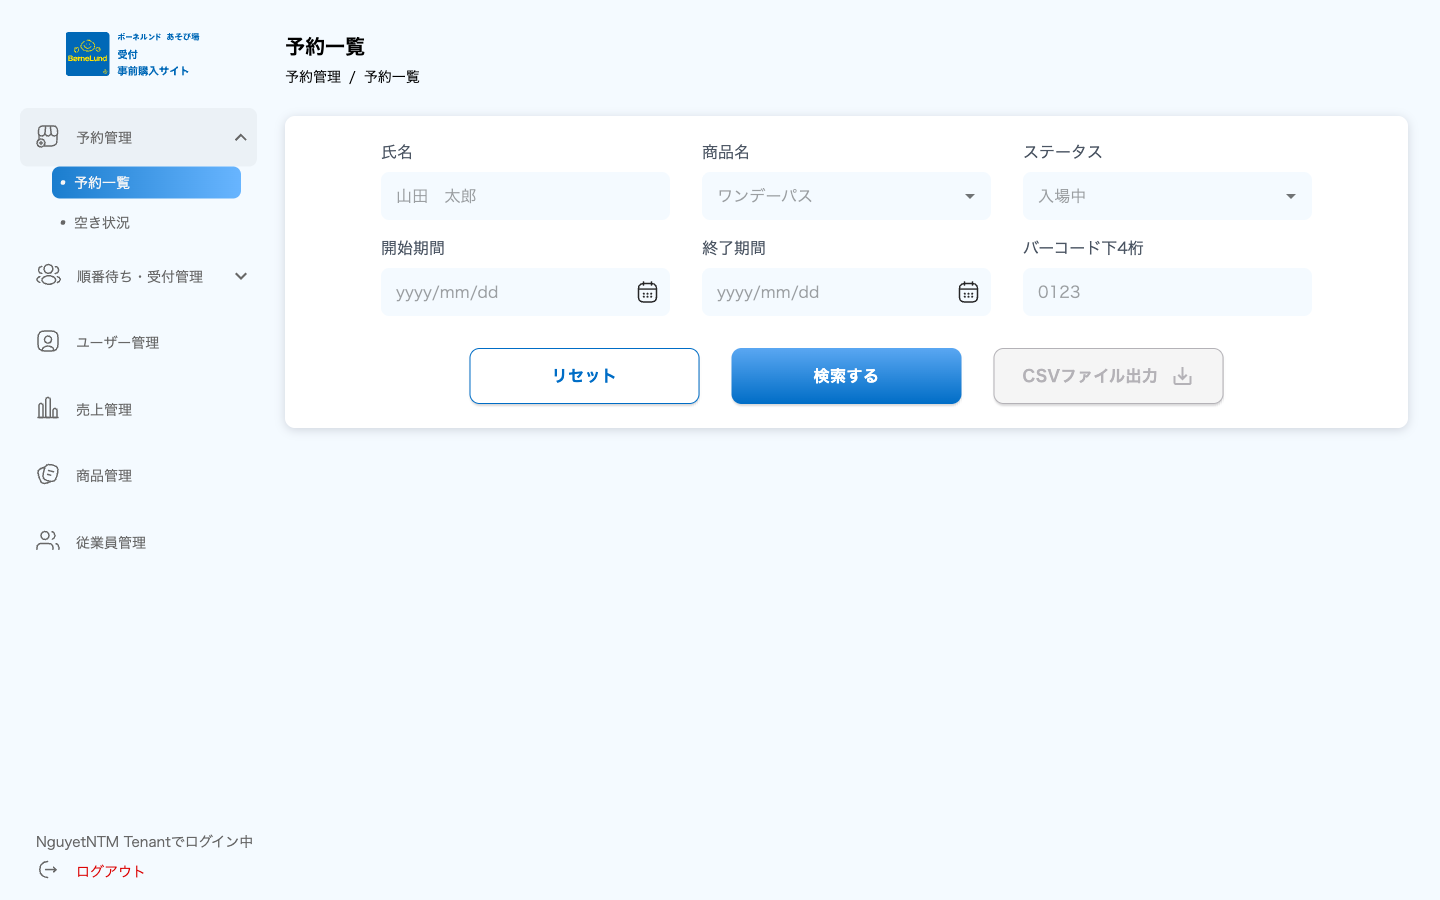 ボーネルンド あそび場
受付
事前購入サイト
BørneLund
予約管理
予約一覧
空き状況
順番待ち・受付管理
ユーザー管理
売上管理
商品管理
従業員管理
NguyetNTM Tenantでログイン中
ログアウト
予約一覧
予約管理 / 予約一覧
氏名
商品名
ステータス
山田 太郎
ワンデーパス
入場中
開始期間
終了期間
バーコード下4桁
yyyy/mm/dd
yyyy/mm/dd
0123
リセット
検索する
CSVファイル出力